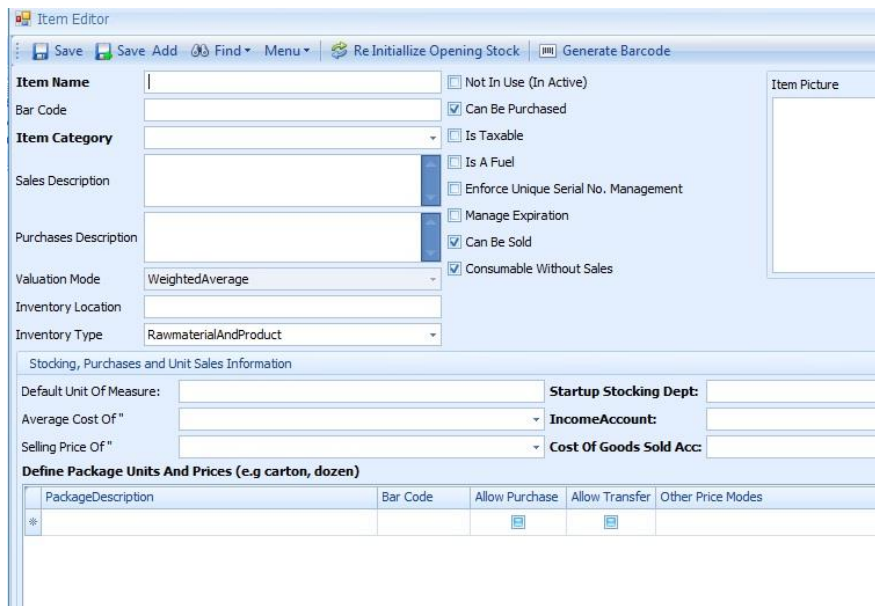 Item Editor
Save Save Add Find Menu Re Initiallize Opening Stock Generate Barcode
Item Name
Bar Code
Item Category
Sales Description
Purchases Description
Valuation Mode WeightedAverage
Inventory Location
Inventory Type RawmaterialAndProduct
Not In Use (In Active)
Can Be Purchased
Is Taxable
Is A Fuel
Enforce Unique Serial No. Management
Manage Expiration
Can Be Sold
Consumable Without Sales
Item Picture
Stocking, Purchases and Unit Sales Information
Default Unit Of Measure: Startup Stocking Dept:
Average Cost Of " IncomeAccount:
Selling Price Of " Cost Of Goods Sold Acc:
Define Package Units And Prices (e.g carton, dozen)
PackageDescription Bar Code Allow Purchase Allow Transfer Other Price Modes